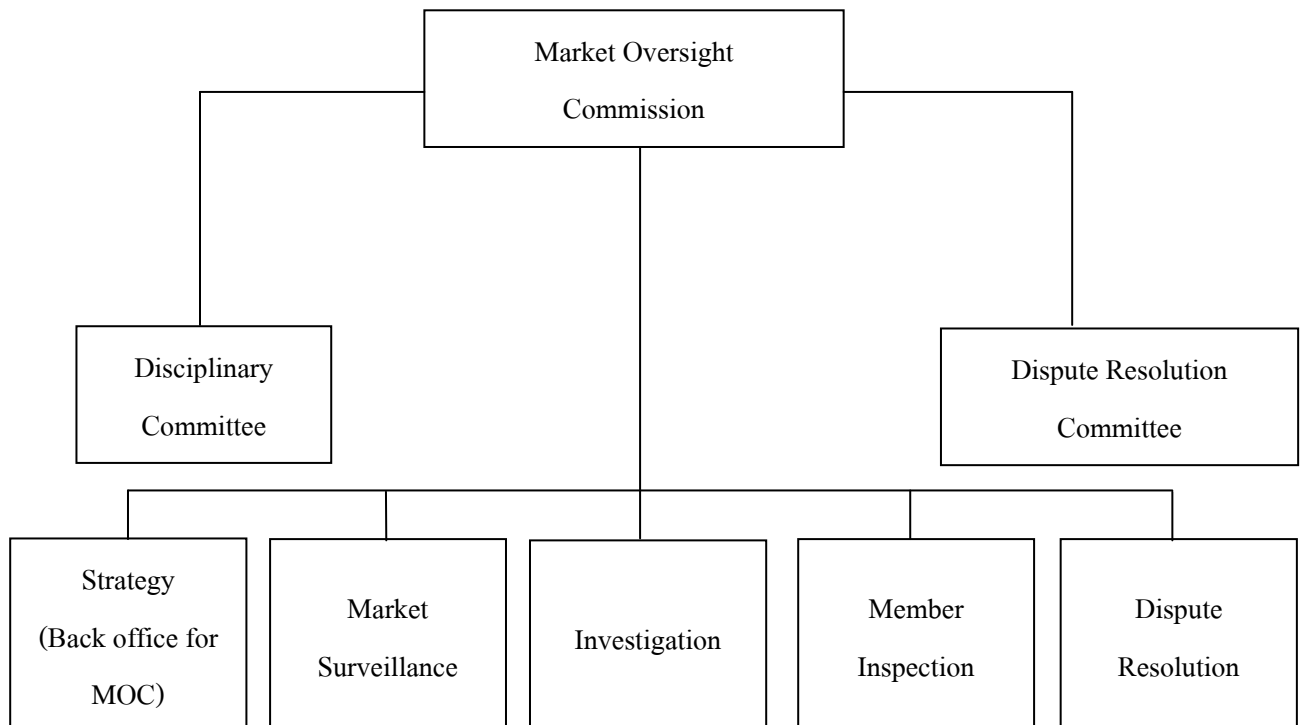 Market Oversight
Commission
Disciplinary
Committee
Dispute Resolution
Committee
Strategy
(Back office for
MOC)
Market
Surveillance
Investigation
Member
Inspection
Dispute
Resolution